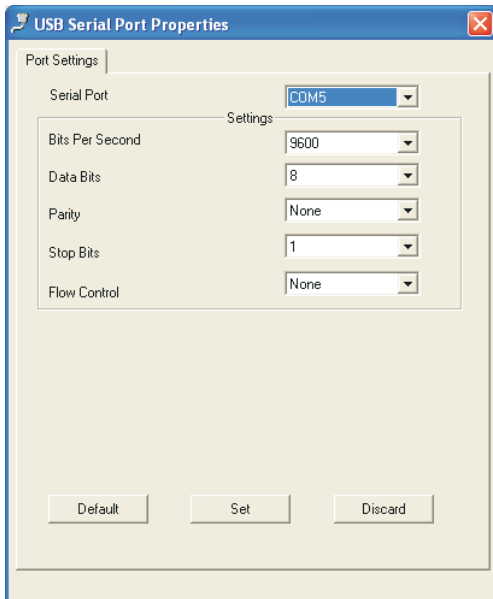 USB Serial Port Properties
Port Settings
Serial Port COM5
Settings
Bits Per Second 9600
Data Bits 8
Parity None
Stop Bits 1
Flow Control None
Default Set Discard